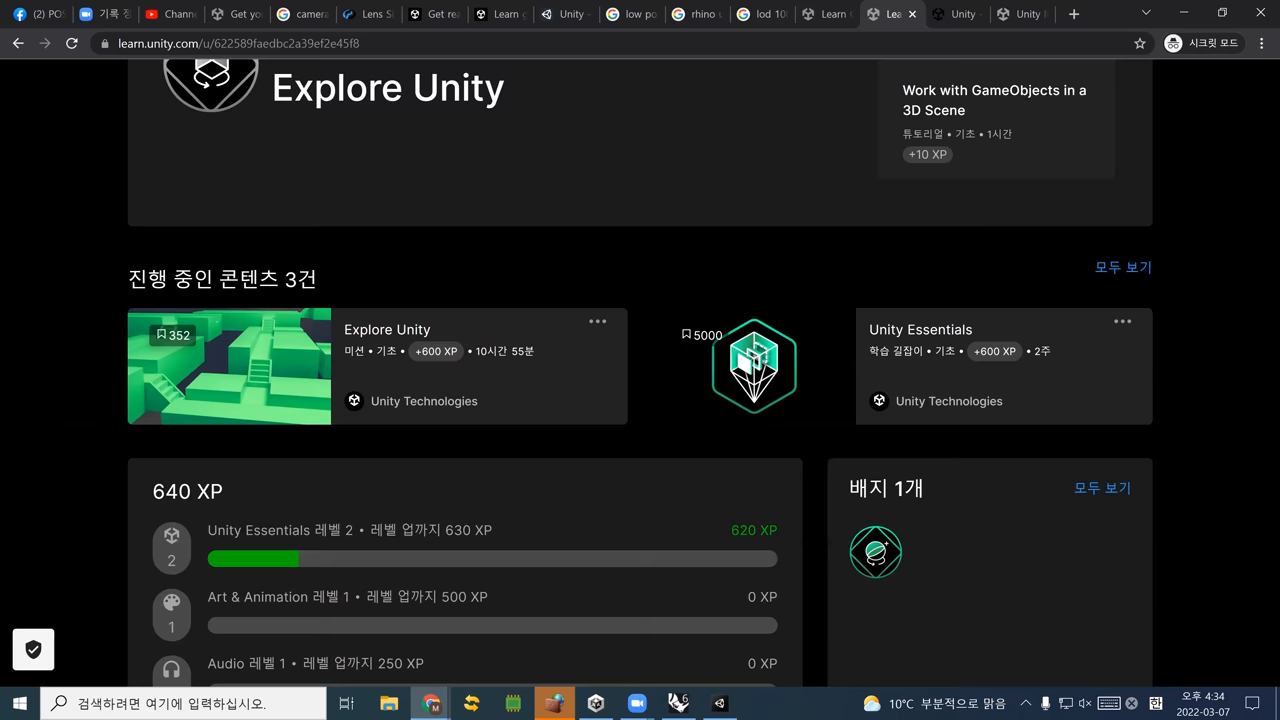 (2) POS
기록 정
Channe
Get you
camera
Lens S
Get re
Learn g
Unity -
low po
rhino u
lod 10
Learn
Lea
Unity
Unity
learn.unity.com/u/622589faedbc2a39ef2e45f8
시크릿 모드
Explore Unity
Work with GameObjects in a
3D Scene
튜토리얼 • 기초 • 1시간
+10 XP
진행 중인 콘텐츠 3건
모두 보기
352
Explore Unity
미션 • 기초 • +600 XP • 10시간 55분
Unity Technologies
5000
Unity Essentials
학습 길잡이 • 기초 • +600 XP • 2주
Unity Technologies
640 XP
Unity Essentials 레벨 2 • 레벨 업까지 630 XP
620 XP
2
Art & Animation 레벨 1 • 레벨 업까지 500 XP
0 XP
1
Audio 레벨 1 • 레벨 업까지 250 XP
0 XP
배지 1개
모두 보기
검색하려면 여기에 입력하십시오.
6
10°C 부분적으로 맑음
한
오후 4:34
2022-03-07